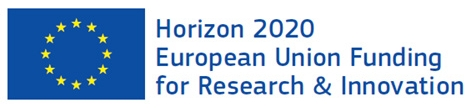 Horizon 2020
European Union Funding
for Research & Innovation